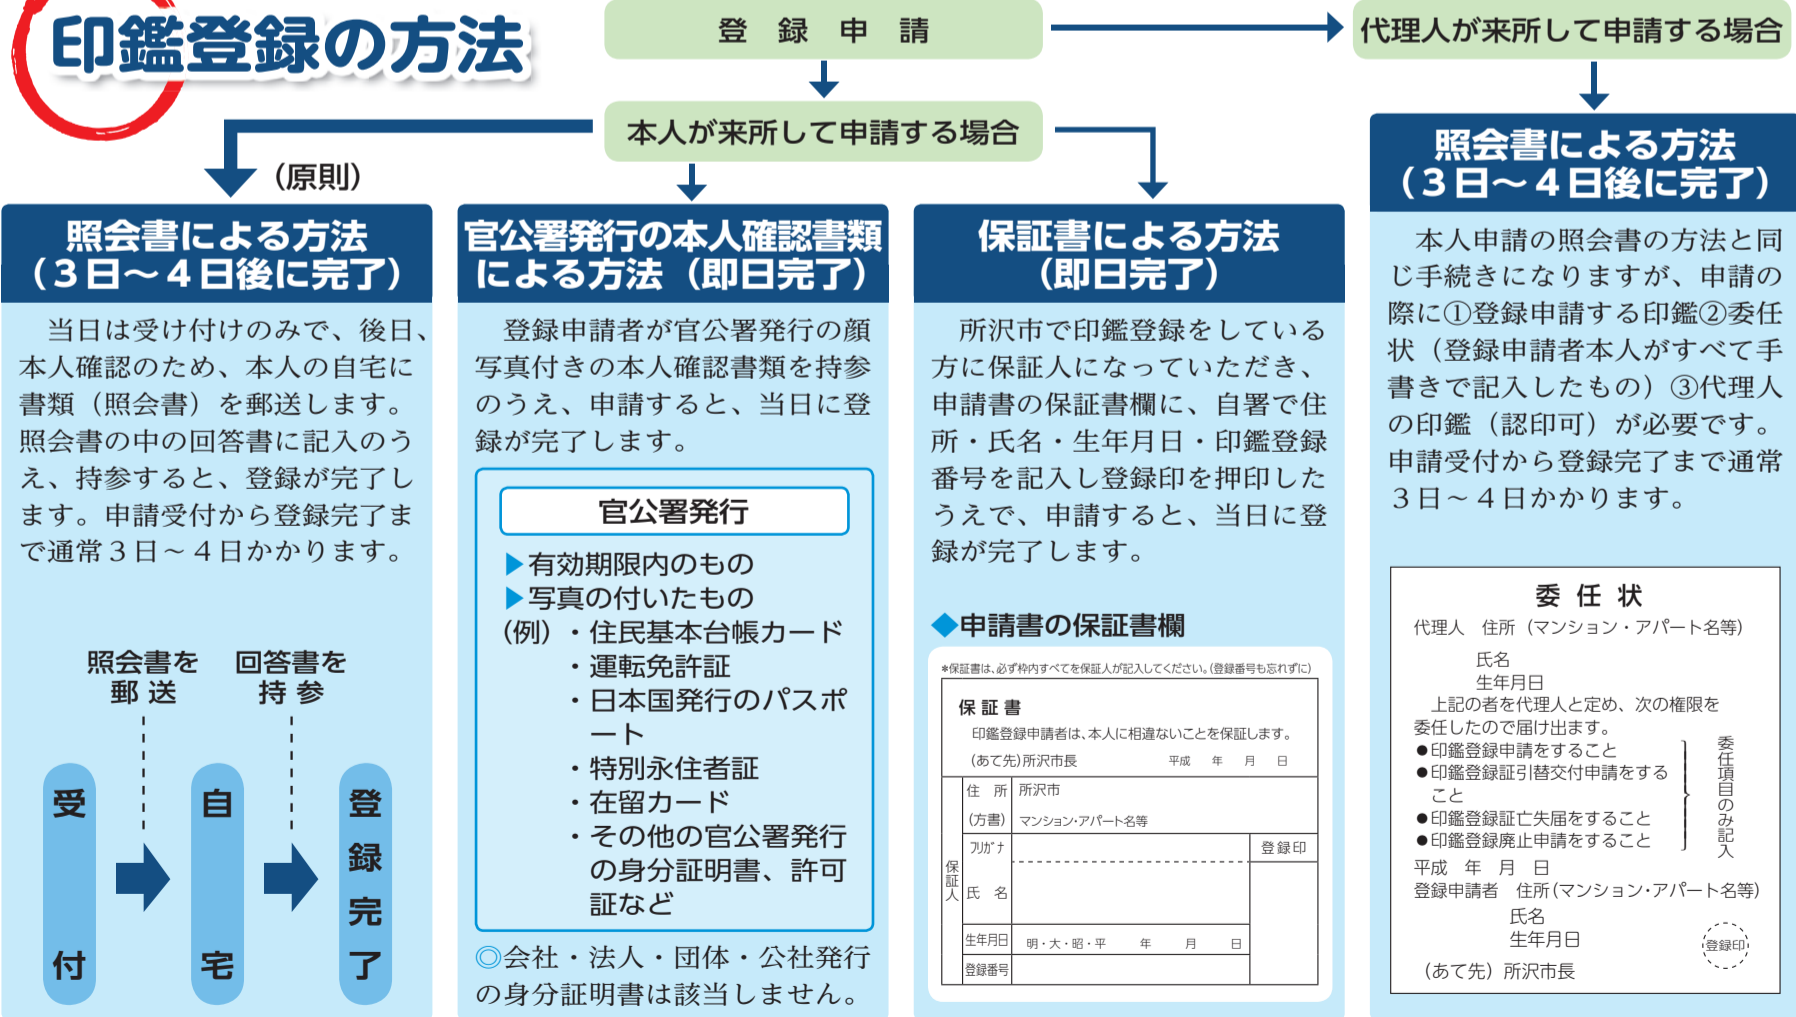 印鑑登録の方法
登録申請
代理人が来所して申請する場合
本人が来所して申請する場合
（原則）
照会書による方法
（３日～４日後に完了）
当日は受け付けのみで、後日、
本人確認のため、本人の自宅に
書類（照会書）を郵送します。
照会書の中の回答書に記入のう
え、持参すると、登録が完了し
ます。申請受付から登録完了ま
で通常３日～４日かかります。
照会書を
郵送
回答書を
持参
受付
自宅
登録完了
官公署発行の本人確認書類
による方法（即日完了）
登録申請者が官公署発行の顔
写真付きの本人確認書類を持参
のうえ、申請すると、当日に登
録が完了します。
官公署発行
▶有効期限内のもの
▶写真の付いたもの
（例）・住民基本台帳カード
・運転免許証
・日本国発行のパスポ
ート
・特別永住者証
・在留カード
・その他の官公署発行
の身分証明書、許可
証など
◎会社・法人・団体・公社発行
の身分証明書は該当しません。
保証書による方法
（即日完了）
所沢市で印鑑登録をしている
方に保証人になっていただき、
申請書の保証書欄に、自署で住
所・氏名・生年月日・印鑑登録
番号を記入し登録印を押印した
うえで、申請すると、当日に登
録が完了します。
◆申請書の保証書欄
*保証書は、必ず枠内すべてを保証人が記入してください。（登録番号も忘れずに）
保証書
印鑑登録申請者は、本人に相違ないことを保証します。
（あて先）所沢市長 平成 年 月 日
保証人
住所 所沢市
（方書） マンション・アパート名等
フリガナ
登録印
氏名
生年月日 明・大・昭・平 年 月 日
登録番号
照会書による方法
（３日～４日後に完了）
本人申請の照会書の方法と同
じ手続きになりますが、申請の
際に①登録申請する印鑑②委任
状（登録申請者本人がすべて手
書きで記入したもの）③代理人
の印鑑（認印可）が必要です。
申請受付から登録完了まで通常
３日～４日かかります。
委任状
代理人 住所（マンション・アパート名等）
氏名
生年月日
上記の者を代理人と定め、次の権限を
委任したので届け出ます。
●印鑑登録申請をすること
●印鑑登録証引替交付申請をする
こと
●印鑑登録証亡失届をすること
●印鑑登録廃止申請をすること
委任項目のみ記入
平成 年 月 日
登録申請者 住所（マンション・アパート名等）
氏名
生年月日
登録印
（あて先）所沢市長